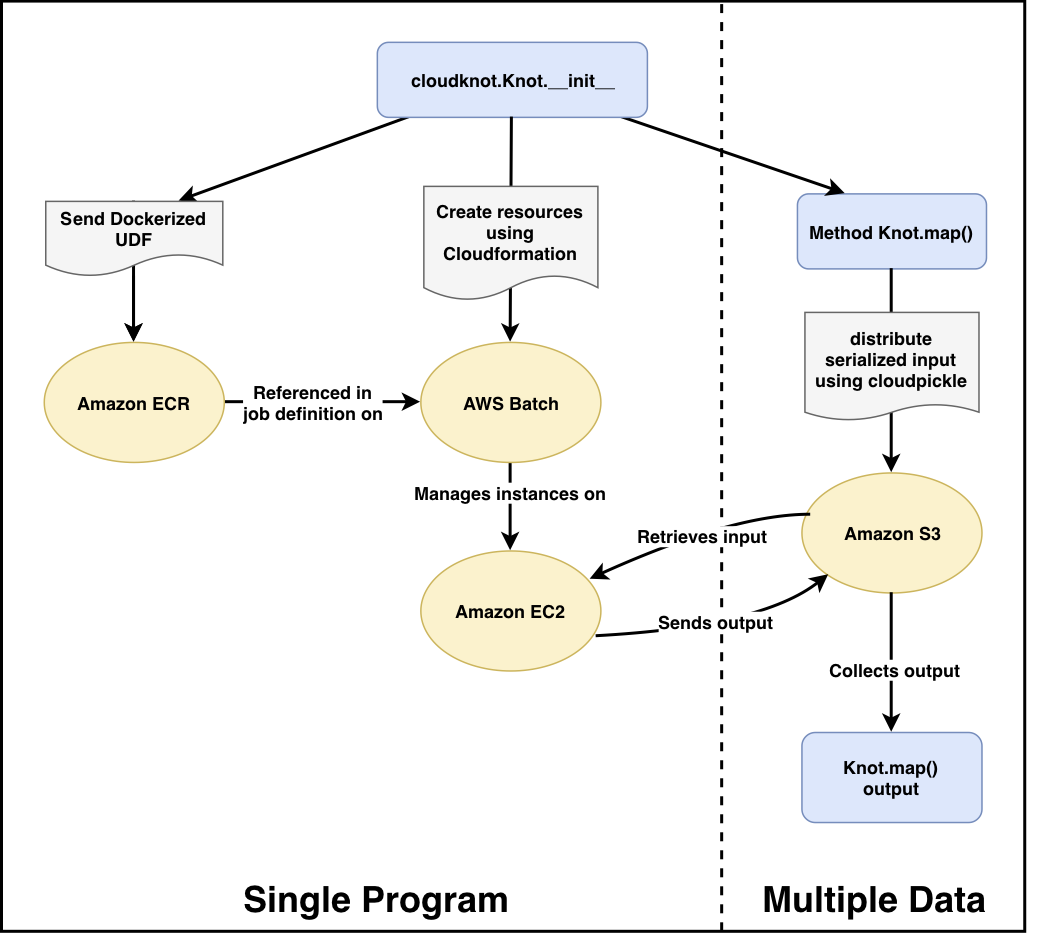 cloudknot.Knot.__init__
Send Dockerized
UDF
Create resources
using
Cloudformation
Method Knot.map()
distribute
serialized input
using cloudpickle
Amazon ECR
Referenced in
job definition on
AWS Batch
Manages instances on
Retrieves input
Amazon S3
Amazon EC2
Sends output
Collects output
Knot.map()
output
Single Program
Multiple Data